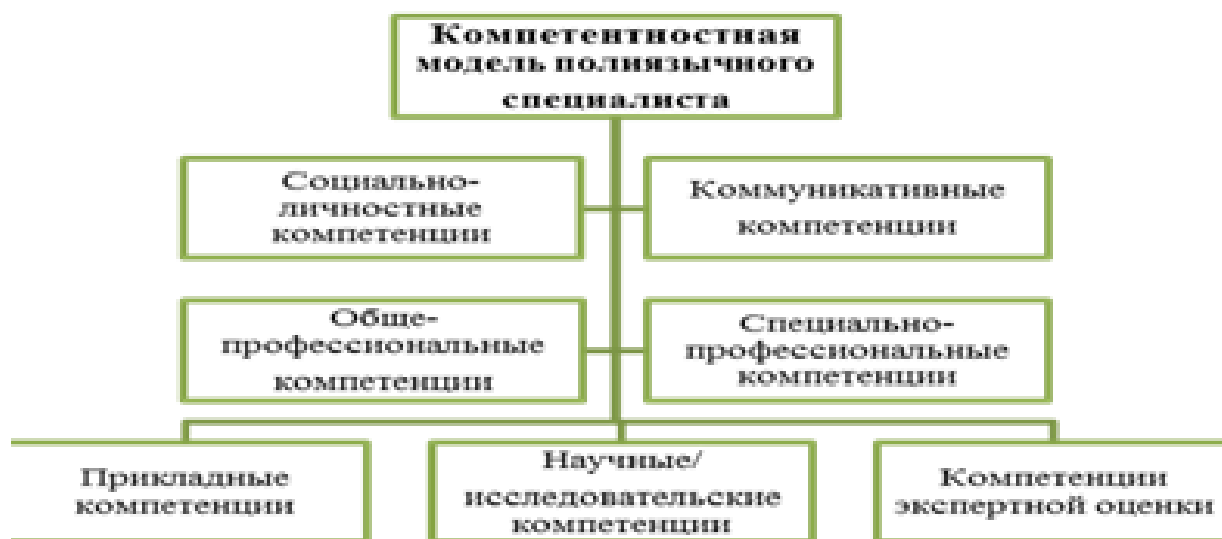 Компетентностная
модель полиязычного
специалиста
Социально-
личностные
компетенции
Коммуникативные
компетенции
Обще-
профессиональные
компетенции
Специально-
профессиональные
компетенции
Прикладные
компетенции
Научные/
исследовательские
компетенции
Компетенции
экспертной оценки